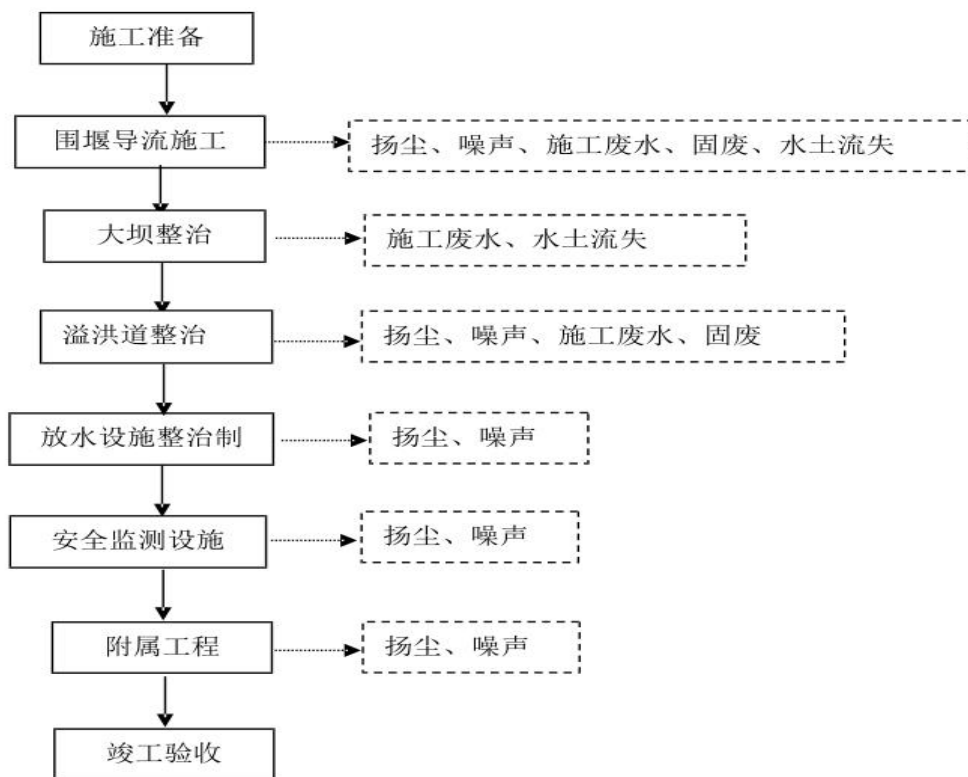 施工准备
围堰导流施工
扬尘、噪声、施工废水、固废、水土流失
大坝整治
施工废水、水土流失
溢洪道整治
扬尘、噪声、施工废水、固废
放水设施整治制
扬尘、噪声
安全监测设施
扬尘、噪声
附属工程
扬尘、噪声
竣工验收